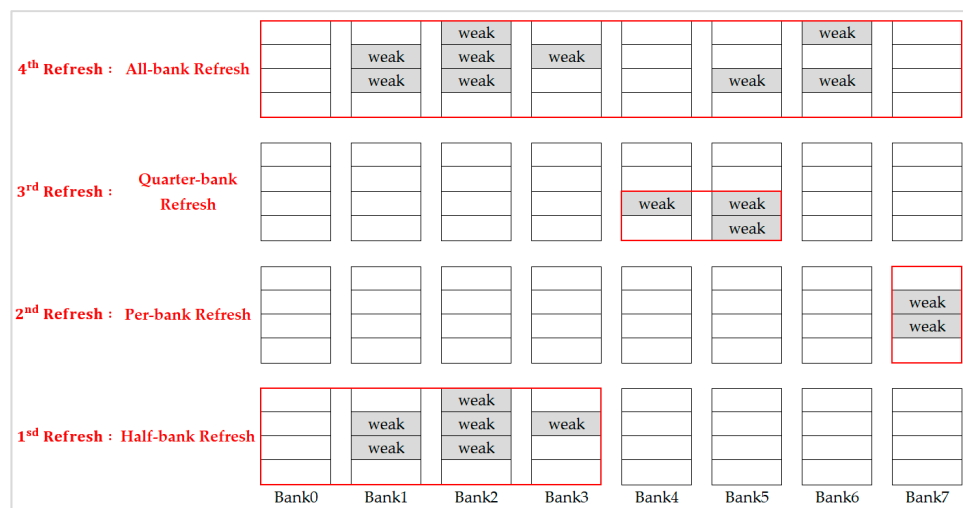 weak weak
4th Refresh : All-bank Refresh weak weak weak
weak weak weak weak
3rd Refresh : Quarter-bank
Refresh
weak weak
weak
2nd Refresh : Per-bank Refresh weak
weak
weak
1sd Refresh : Half-bank Refresh weak weak weak
weak weak
Bank0 Bank1 Bank2 Bank3 Bank4 Bank5 Bank6 Bank7